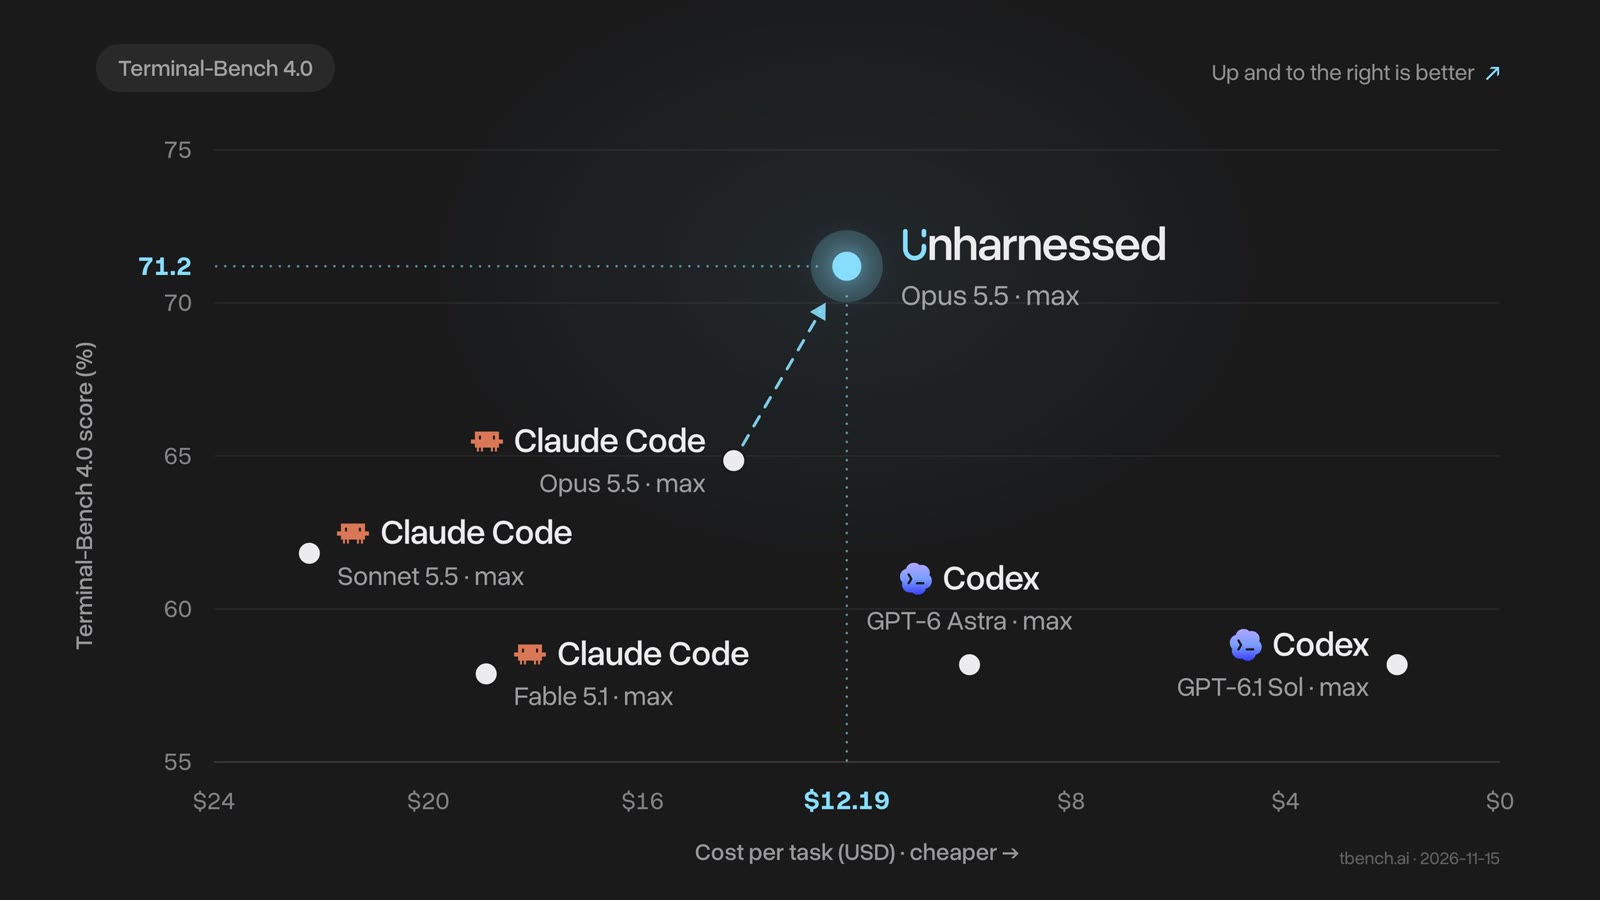 Terminal-Bench 4.0
Up and to the right is better ↗
75
71.2
70
65
60
55
Terminal-Bench 4.0 score (%)
Unharnessed
Opus 5.5 · max
Claude Code
Opus 5.5 · max
Claude Code
Sonnet 5.5 · max
Codex
GPT-6 Astra · max
Claude Code
Fable 5.1 · max
Codex
GPT-6.1 Sol · max
$24
$20
$16
$12.19
$8
$4
$0
Cost per task (USD) · cheaper →
tbench.ai · 2026-11-15